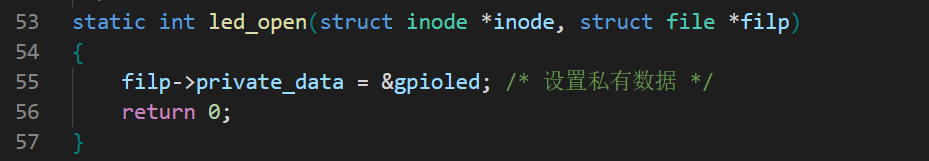 53 static int led_open(struct inode *inode, struct file *filp)
54 {
55     filp->private_data = &gpioled; /* 设置私有数据 */
56     return 0;
57 }